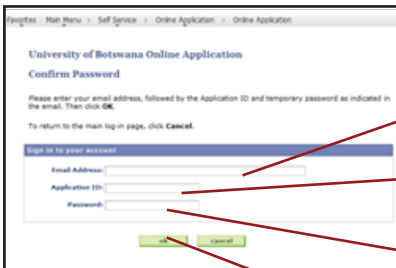 Favorites | Main Menu > Self Service > Online Application > Online Application
University of Botswana Online Application
Confirm Password
Please enter your email address, followed by the Application ID and temporary password as indicated in
the email. Then click OK.
To return to the main log-in page, click Cancel.
Sign in to your account
Email Address:
Application ID:
Password:
ok cancel